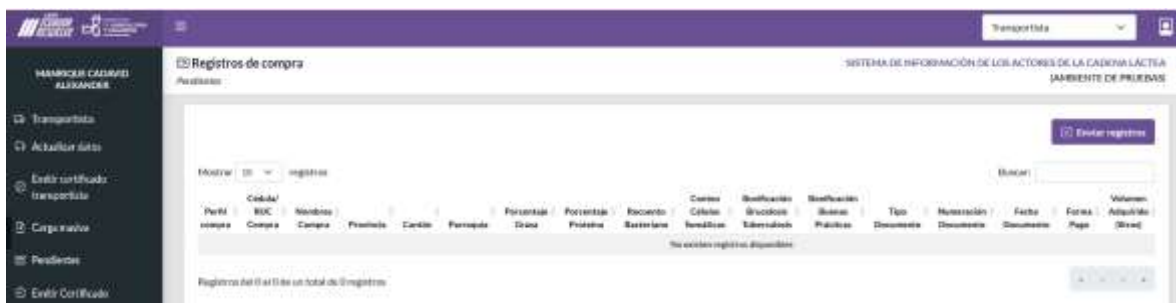 Transportista
MANRIQUE CADAVID
ALEXANDER
Transportista
Actualizar datos
Emitir certificado
transportista
Carga masiva
Pendientes
Emitir Certificado
Registros de compra
Pendientes
SISTEMA DE INFORMACIÓN DE LOS ACTORES DE LA CADENA LÁCTEA
[AMBIENTE DE PRUEBAS]
Enviar registros
Mostrar 10 registros
Buscar:
Perfil compra
Cédula/ RUC Compra
Nombres Compra
Provincia
Cantón
Parroquia
Porcentaje Grasa
Porcentaje Proteína
Recuento Bacteriano
Conteo Células Somáticas
Bonificación Brucelosis Tuberculosis
Bonificación Buenas Prácticas
Tipo Documento
Numeración Documento
Fecha Documento
Forma Pago
Volumen Adquirido (litros)
No existen registros disponibles
Registros del 0 al 0 de un total de 0 registros